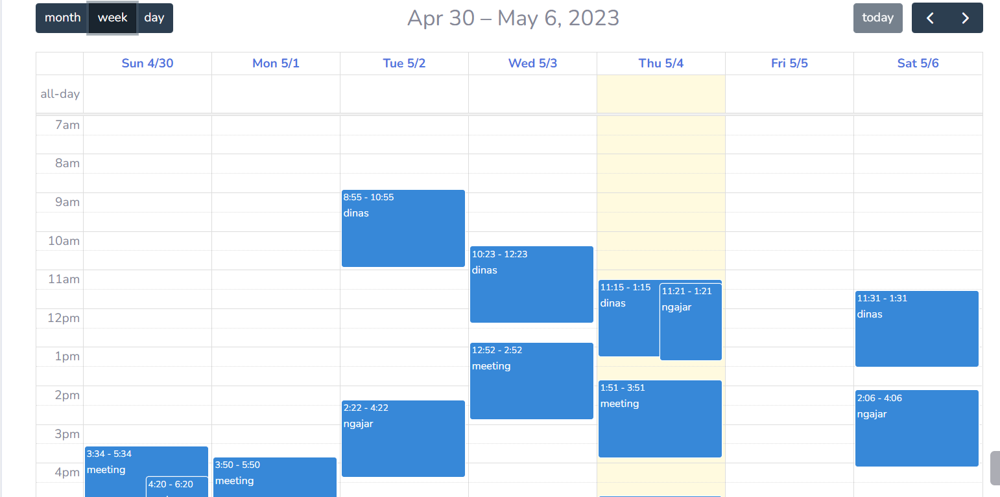 month week day
Apr 30 – May 6, 2023
today
Sun 4/30 Mon 5/1 Tue 5/2 Wed 5/3 Thu 5/4 Fri 5/5 Sat 5/6
all-day
7am
8am
9am
10am
11am
12pm
1pm
2pm
3pm
4pm
3:34 - 5:34
meeting
4:20 - 6:20
3:50 - 5:50
meeting
8:55 - 10:55
dinas
2:22 - 4:22
ngajar
10:23 - 12:23
dinas
12:52 - 2:52
meeting
11:15 - 1:15
dinas
11:21 - 1:21
ngajar
1:51 - 3:51
meeting
11:31 - 1:31
dinas
2:06 - 4:06
ngajar